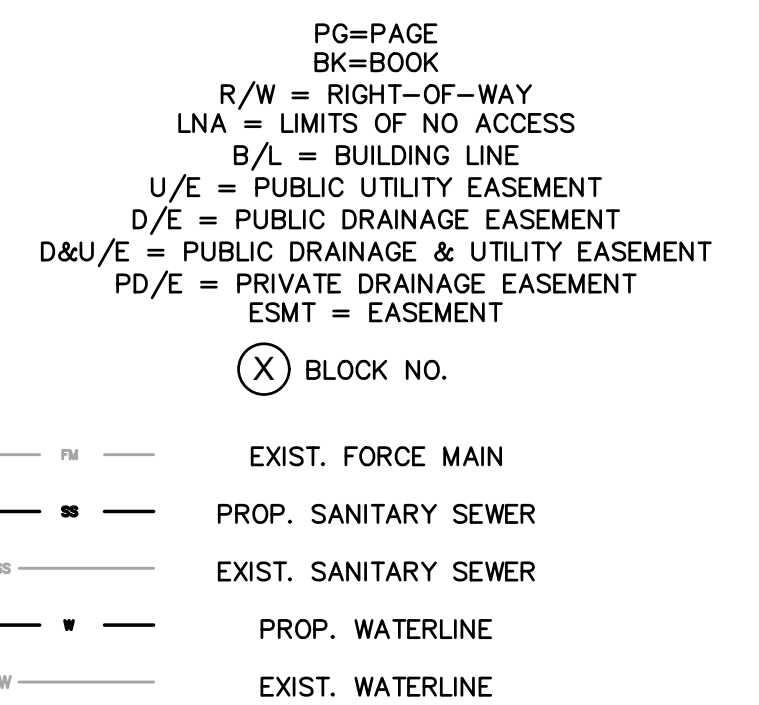 PG=PAGE
BK=BOOK
R/W = RIGHT-OF-WAY
LNA = LIMITS OF NO ACCESS
B/L = BUILDING LINE
U/E = PUBLIC UTILITY EASEMENT
D/E = PUBLIC DRAINAGE EASEMENT
D&U/E = PUBLIC DRAINAGE & UTILITY EASEMENT
PD/E = PRIVATE DRAINAGE EASEMENT
ESMT = EASEMENT
X BLOCK NO.
FM EXIST. FORCE MAIN
SS PROP. SANITARY SEWER
SS EXIST. SANITARY SEWER
W PROP. WATERLINE
W EXIST. WATERLINE